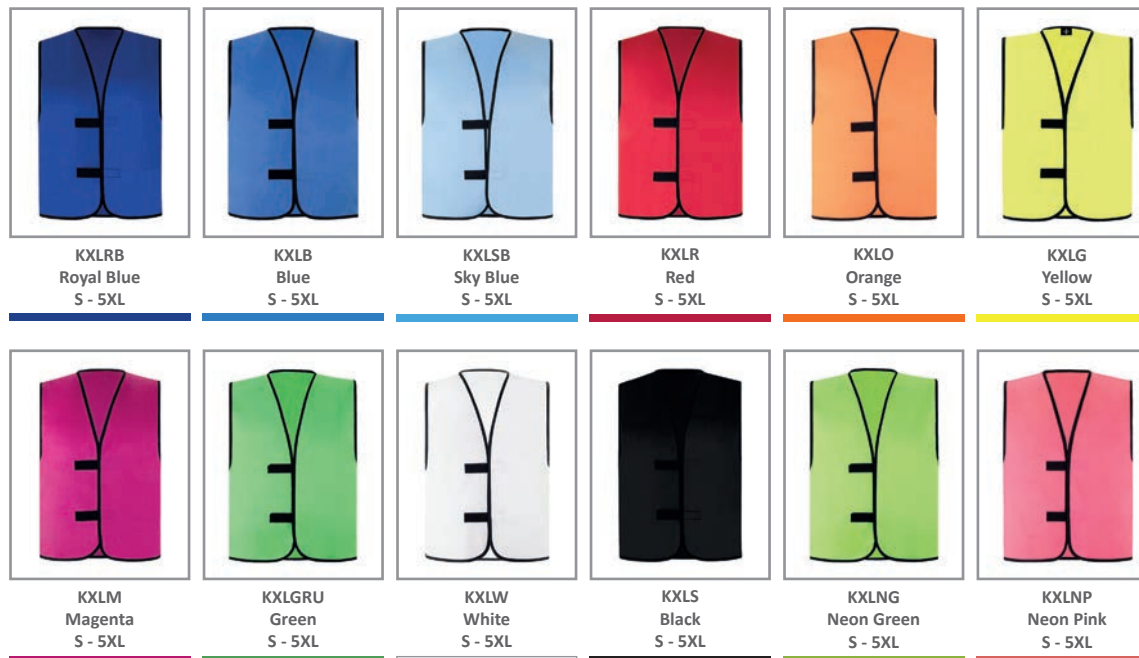 KXLRB
Royal Blue
S - 5XL
KXLB
Blue
S - 5XL
KXLSB
Sky Blue
S - 5XL
KXLR
Red
S - 5XL
KXLO
Orange
S - 5XL
KXLG
Yellow
S - 5XL
KXLM
Magenta
S - 5XL
KXLGRU
Green
S - 5XL
KXLW
White
S - 5XL
KXLS
Black
S - 5XL
KXLNG
Neon Green
S - 5XL
KXLNP
Neon Pink
S - 5XL